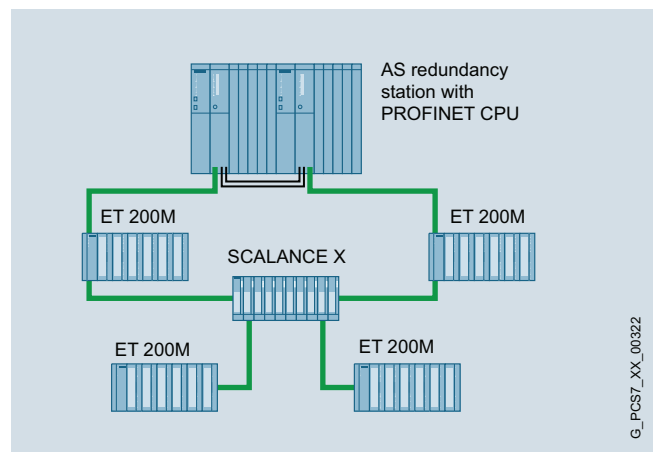 AS redundancy
station with
PROFINET CPU
ET 200M
ET 200M
SCALANCE X
ET 200M
ET 200M
G_PCS7_XX_00322